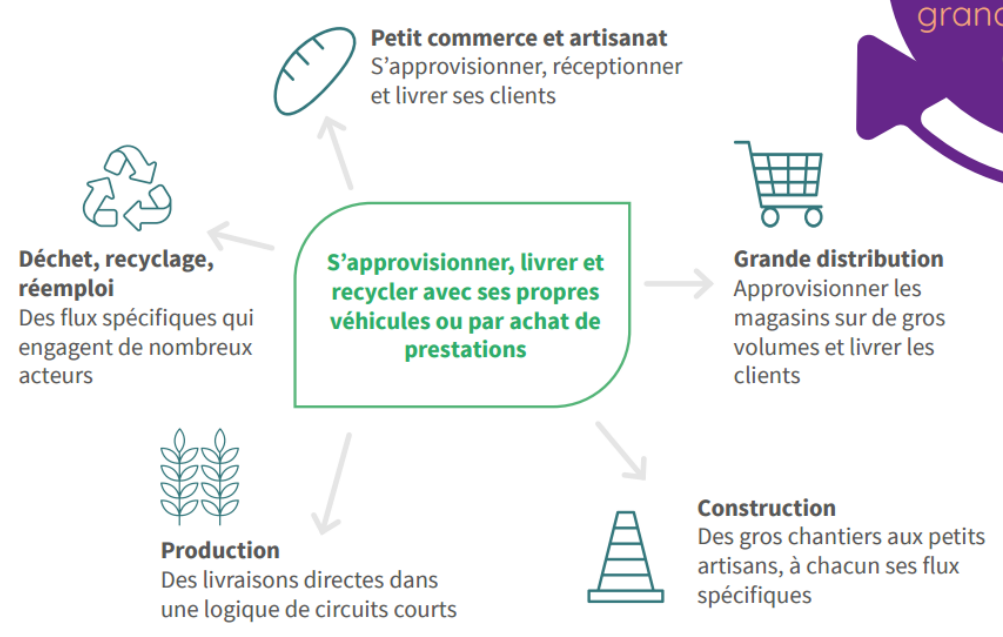 grand
Petit commerce et artisanat
S’approvisionner, réceptionner
et livrer ses clients
Déchet, recyclage,
réemploi
Des flux spécifiques qui
engagent de nombreux
acteurs
S’approvisionner, livrer et
recycler avec ses propres
véhicules ou par achat de
prestations
Grande distribution
Approvisionner les
magasins sur de gros
volumes et livrer les
clients
Production
Des livraisons directes dans
une logique de circuits courts
Construction
Des gros chantiers aux petits
artisans, à chacun ses flux
spécifiques